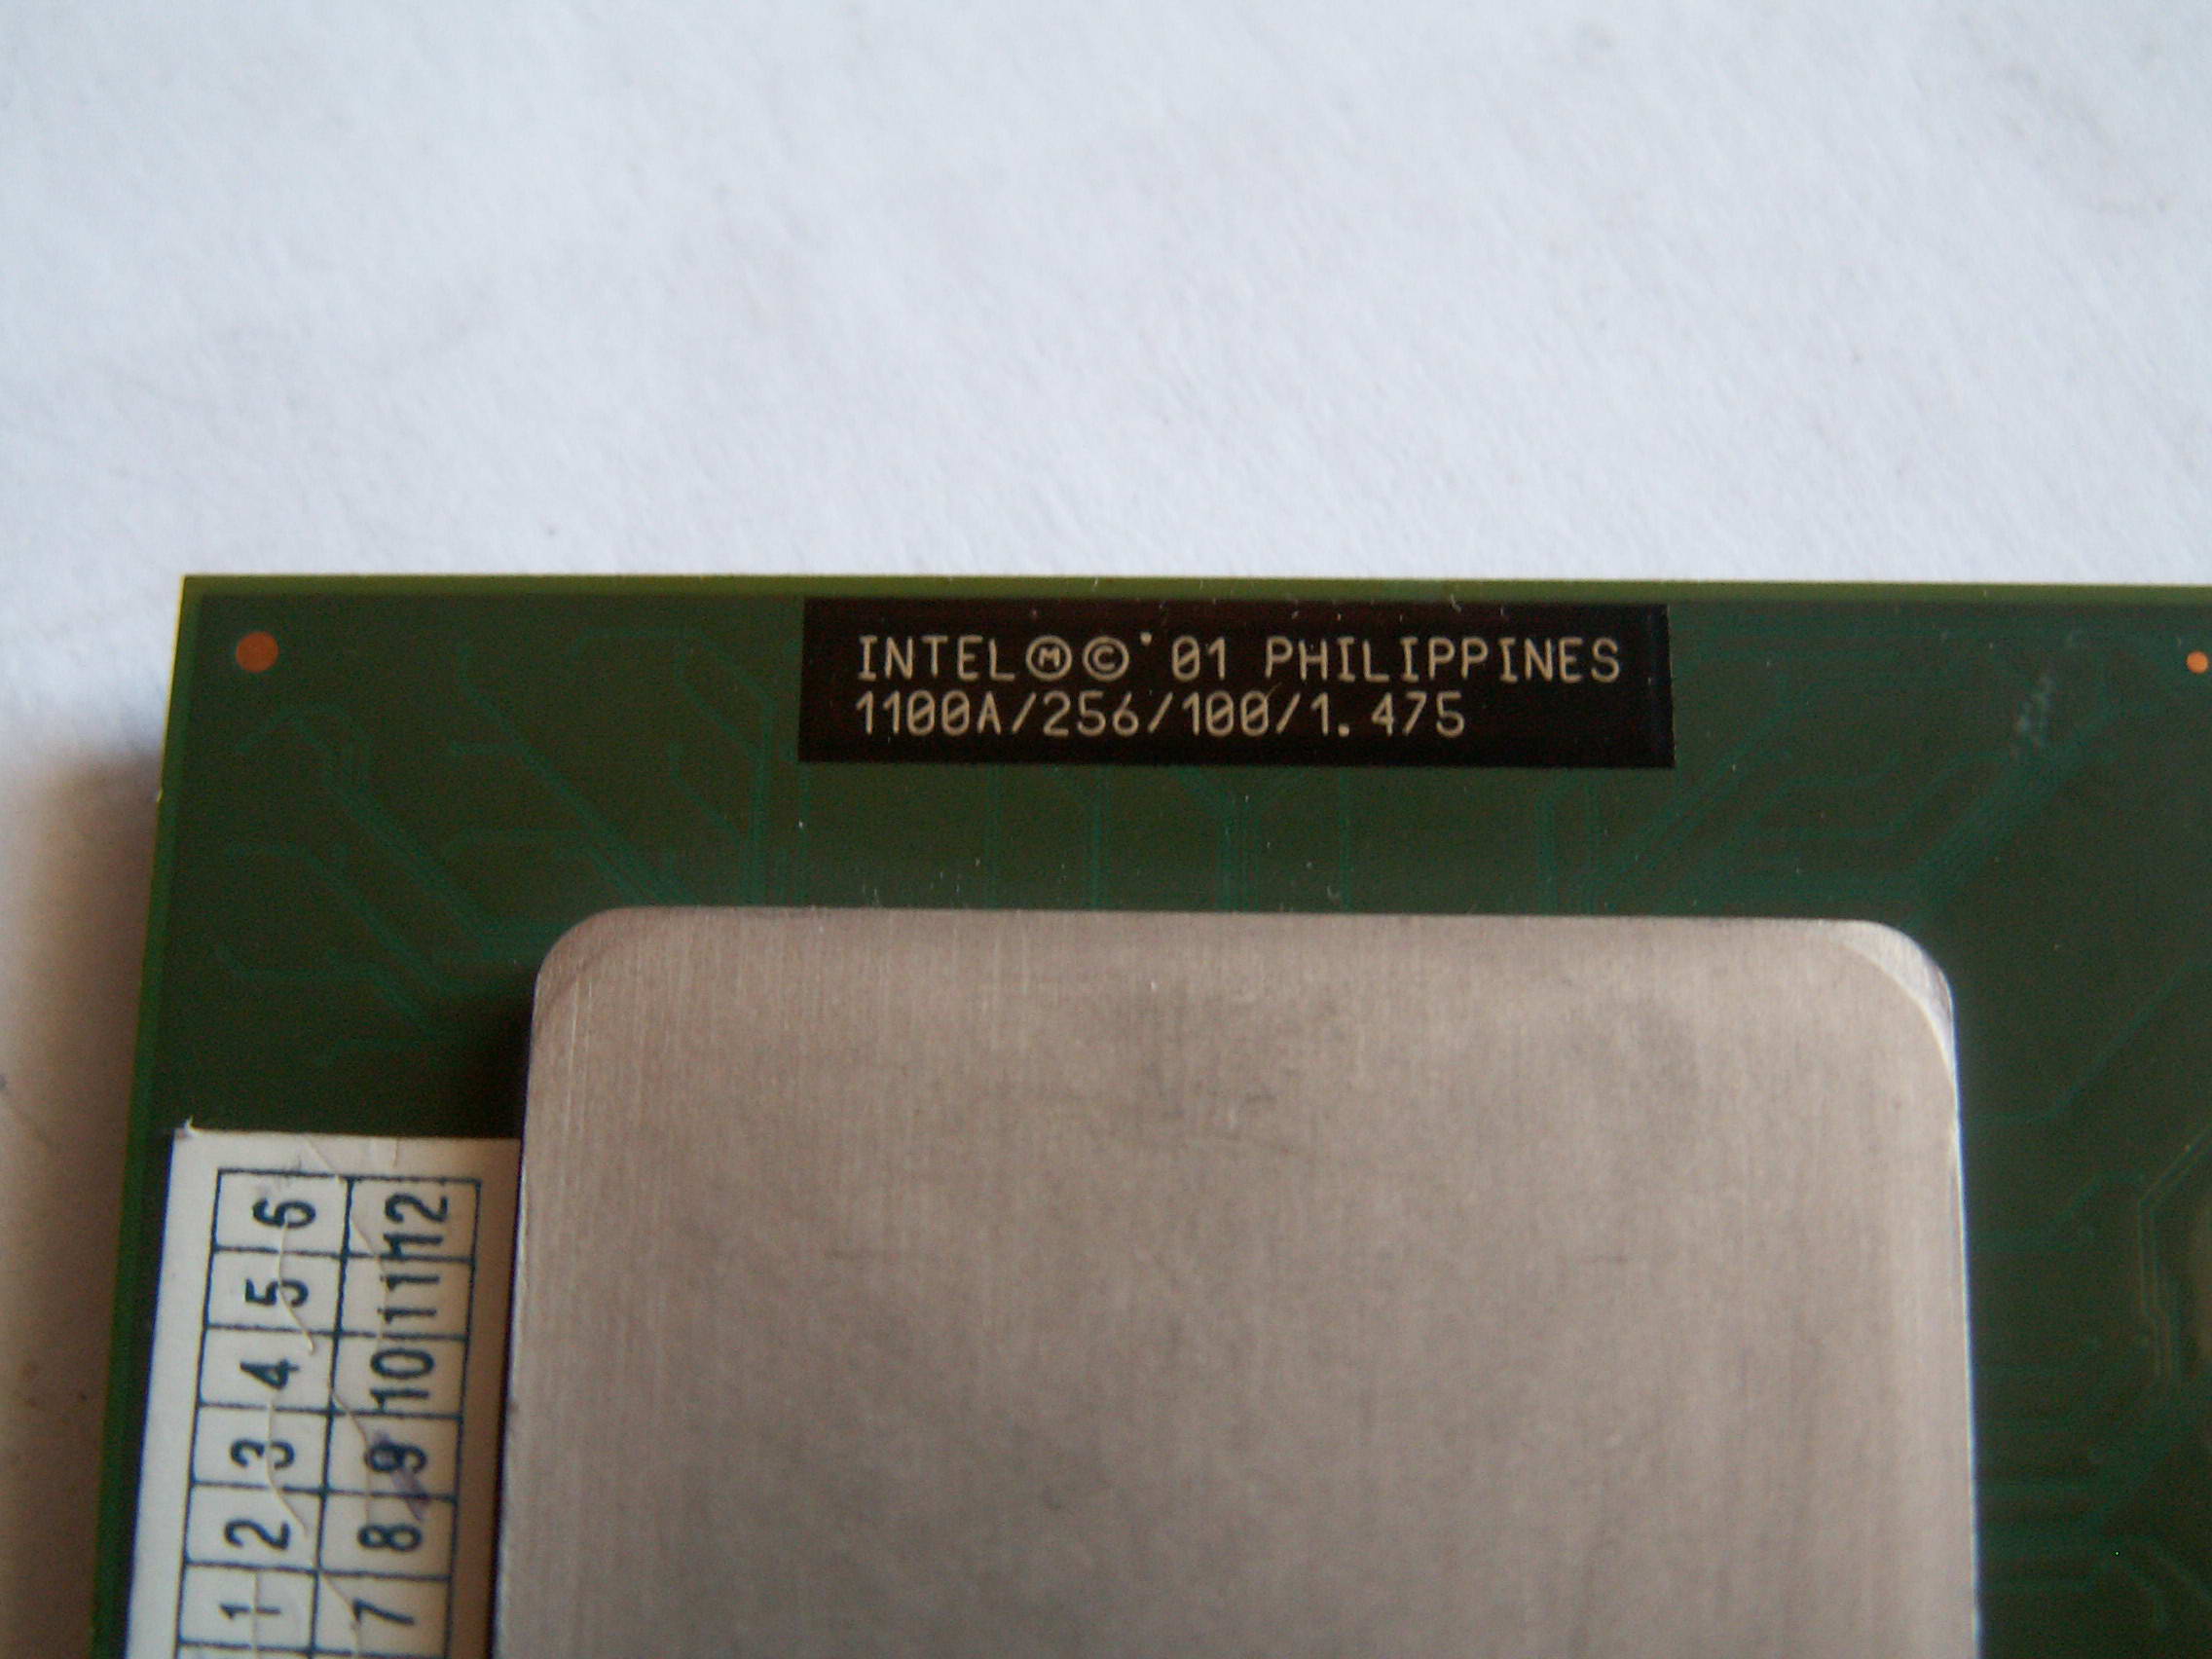 INTEL Ⓜ © '01 PHILIPPINES
1100A/256/100/1.475
1 2 3 4 5 6
7 8 9 10 11 12